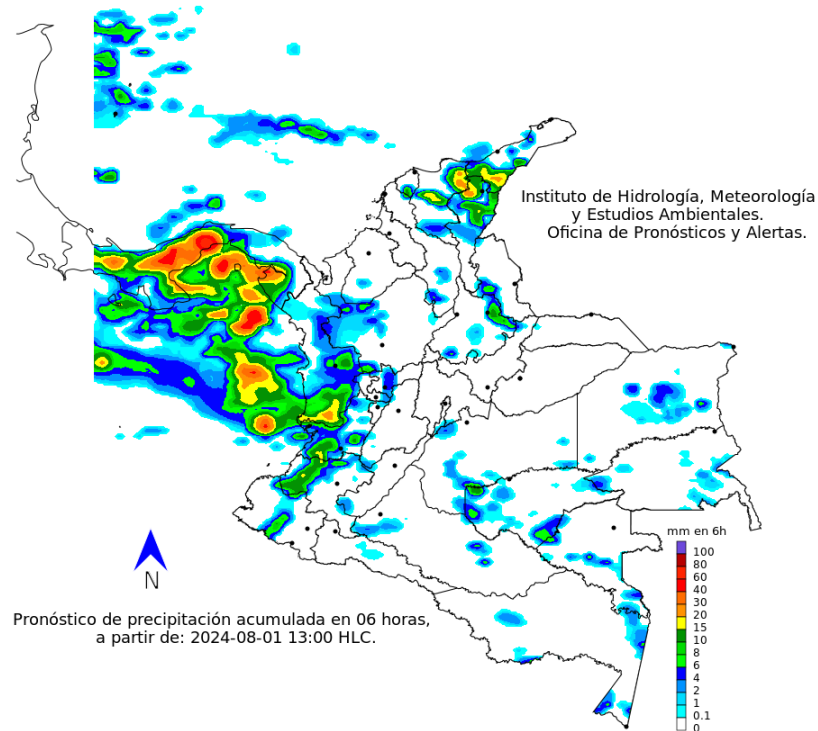 Instituto de Hidrología, Meteorología
y Estudios Ambientales.
Oficina de Pronósticos y Alertas.
N
Pronóstico de precipitación acumulada en 06 horas,
a partir de: 2024-08-01 13:00 HLC.
mm en 6h
100
80
60
40
30
20
15
10
8
6
4
2
1
0.1
0